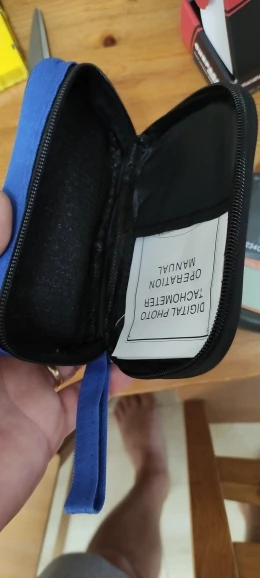 DIGITAL PHOTO
TACHOMETER
OPERATION
MANUAL